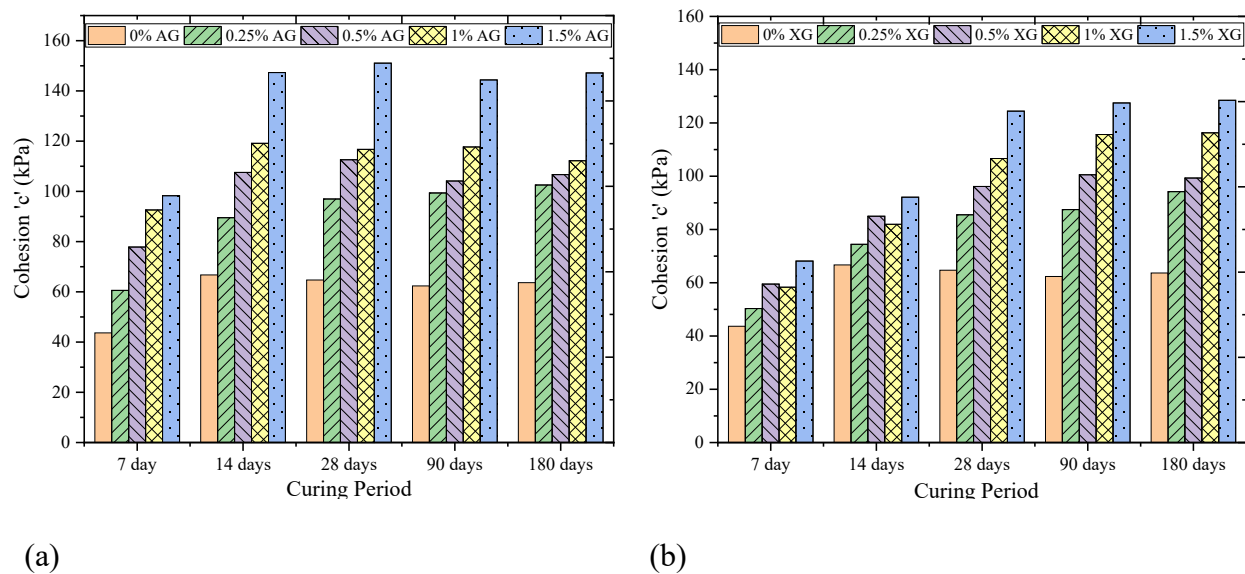 0% AG 0.25% AG 0.5% AG 1% AG 1.5% AG
160
140
120
100
80
60
40
20
0
Cohesion 'c' (kPa)
7 day 14 days 28 days 90 days 180 days
Curing Period
(a)
160
0% XG 0.25% XG 0.5% XG 1% XG 1.5% XG
140
120
100
80
60
40
20
0
Cohesion 'c' (kPa)
7 day 14 days 28 days 90 days 180 days
Curing Period
(b)